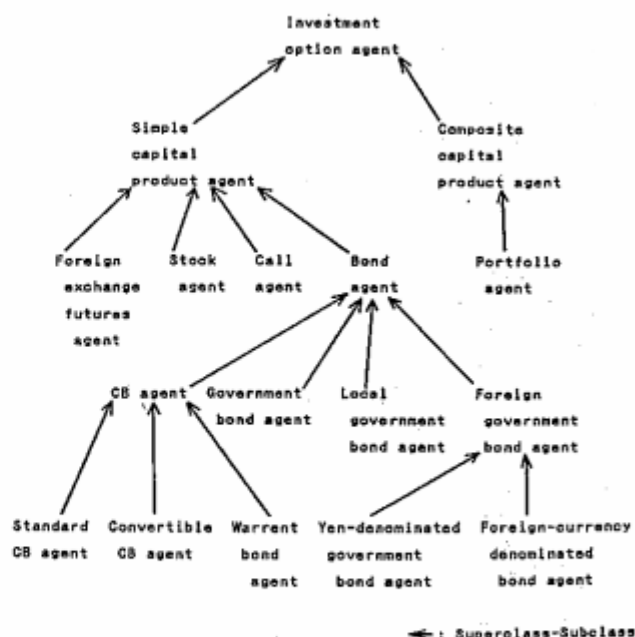 Investment
option agent
Simple
capital
product agent
Composite
capital
product agent
Foreign
exchange
futures
agent
Stock
agent
Call
agent
Bond
agent
Portfolio
agent
CB agent
Government
bond agent
Local
government
bond agent
Foreign
government
bond agent
Standard
CB agent
Convertible
CB agent
Warrent
bond
agent
Yen-denominated
government
bond agent
Foreign-currency
denominated
bond agent
: Superclass-Subclass